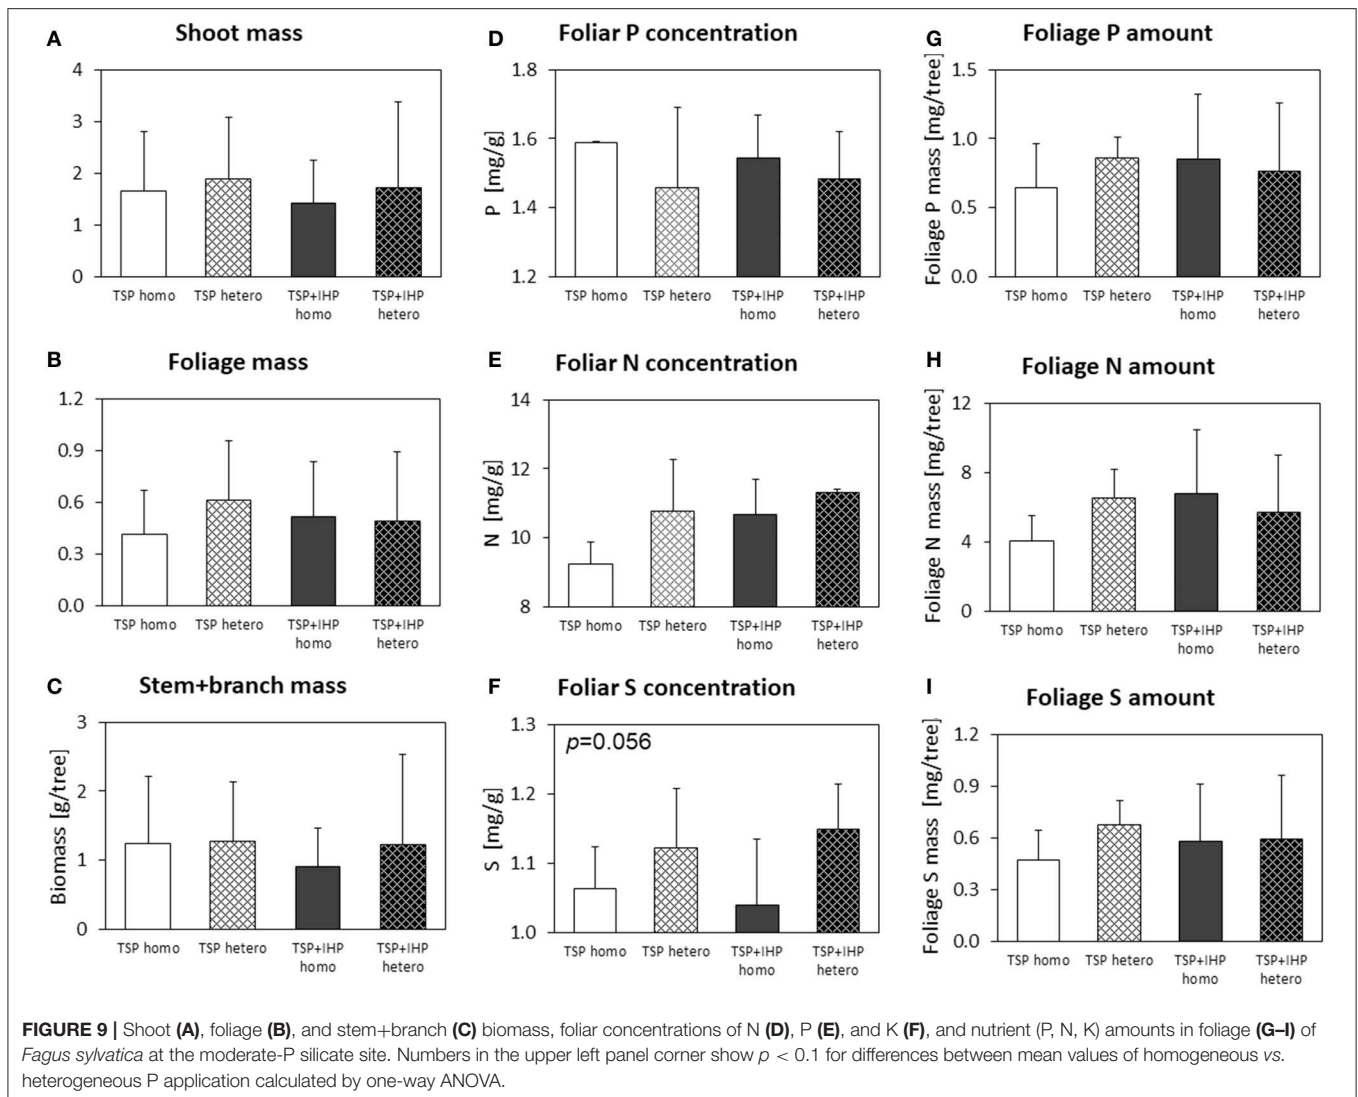 A
Shoot mass
4
3
2
1
0
TSP homo
TSP hetero
TSP+IHP
homo
TSP+IHP
hetero
D
Foliar P concentration
P [mg/g]
1.8
1.6
1.4
1.2
TSP homo
TSP hetero
TSP+IHP
homo
TSP+IHP
hetero
G
Foliage P amount
Foliage P mass [mg/tree]
1.5
1.0
0.5
0.0
TSP homo
TSP hetero
TSP+IHP
homo
TSP+IHP
hetero
B
Foliage mass
1.2
0.9
0.6
0.3
0.0
TSP homo
TSP hetero
TSP+IHP
homo
TSP+IHP
hetero
E
Foliar N concentration
N [mg/g]
14
12
10
8
TSP homo
TSP hetero
TSP+IHP
homo
TSP+IHP
hetero
H
Foliage N amount
Foliage N mass [mg/tree]
12
8
4
0
TSP homo
TSP hetero
TSP+IHP
homo
TSP+IHP
hetero
C
Stem+branch mass
Biomass [g/tree]
3
2
1
0
TSP homo
TSP hetero
TSP+IHP
homo
TSP+IHP
hetero
F
Foliar S concentration
p=0.056
S [mg/g]
1.3
1.2
1.1
1.0
TSP homo
TSP hetero
TSP+IHP
homo
TSP+IHP
hetero
I
Foliage S amount
Foliage S mass [mg/tree]
1.2
0.9
0.6
0.3
0.0
TSP homo
TSP hetero
TSP+IHP
homo
TSP+IHP
hetero
FIGURE 9 | Shoot (A), foliage (B), and stem+branch (C) biomass, foliar concentrations of N (D), P (E), and K (F), and nutrient (P, N, K) amounts in foliage (G–I) of
Fagus sylvatica at the moderate-P silicate site. Numbers in the upper left panel corner show p < 0.1 for differences between mean values of homogeneous vs.
heterogeneous P application calculated by one-way ANOVA.